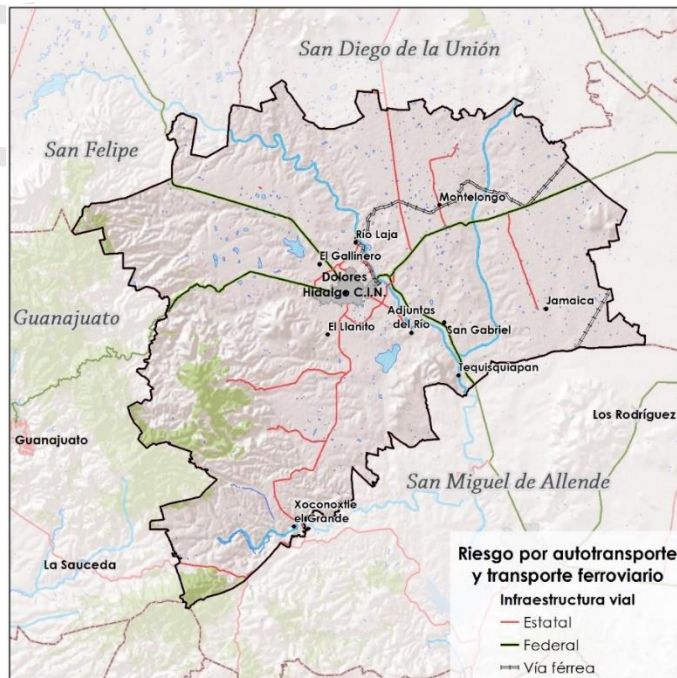 San Diego de la Unión
San Felipe
Montelongo
Río Laja
El Gallinero
Dolores
Hidalgo C.I.N.
Guanajuato
Jamaica
Adjuntas
del Río
San Gabriel
El Llanito
Tequisquiapan
Los Rodríguez
Guanajuato
San Miguel de Allende
Xoconoxtle
el Grande
La Sauceda
Riesgo por autotransporte
y transporte ferroviario
Infraestructura vial
Estatal
Federal
Vía férrea